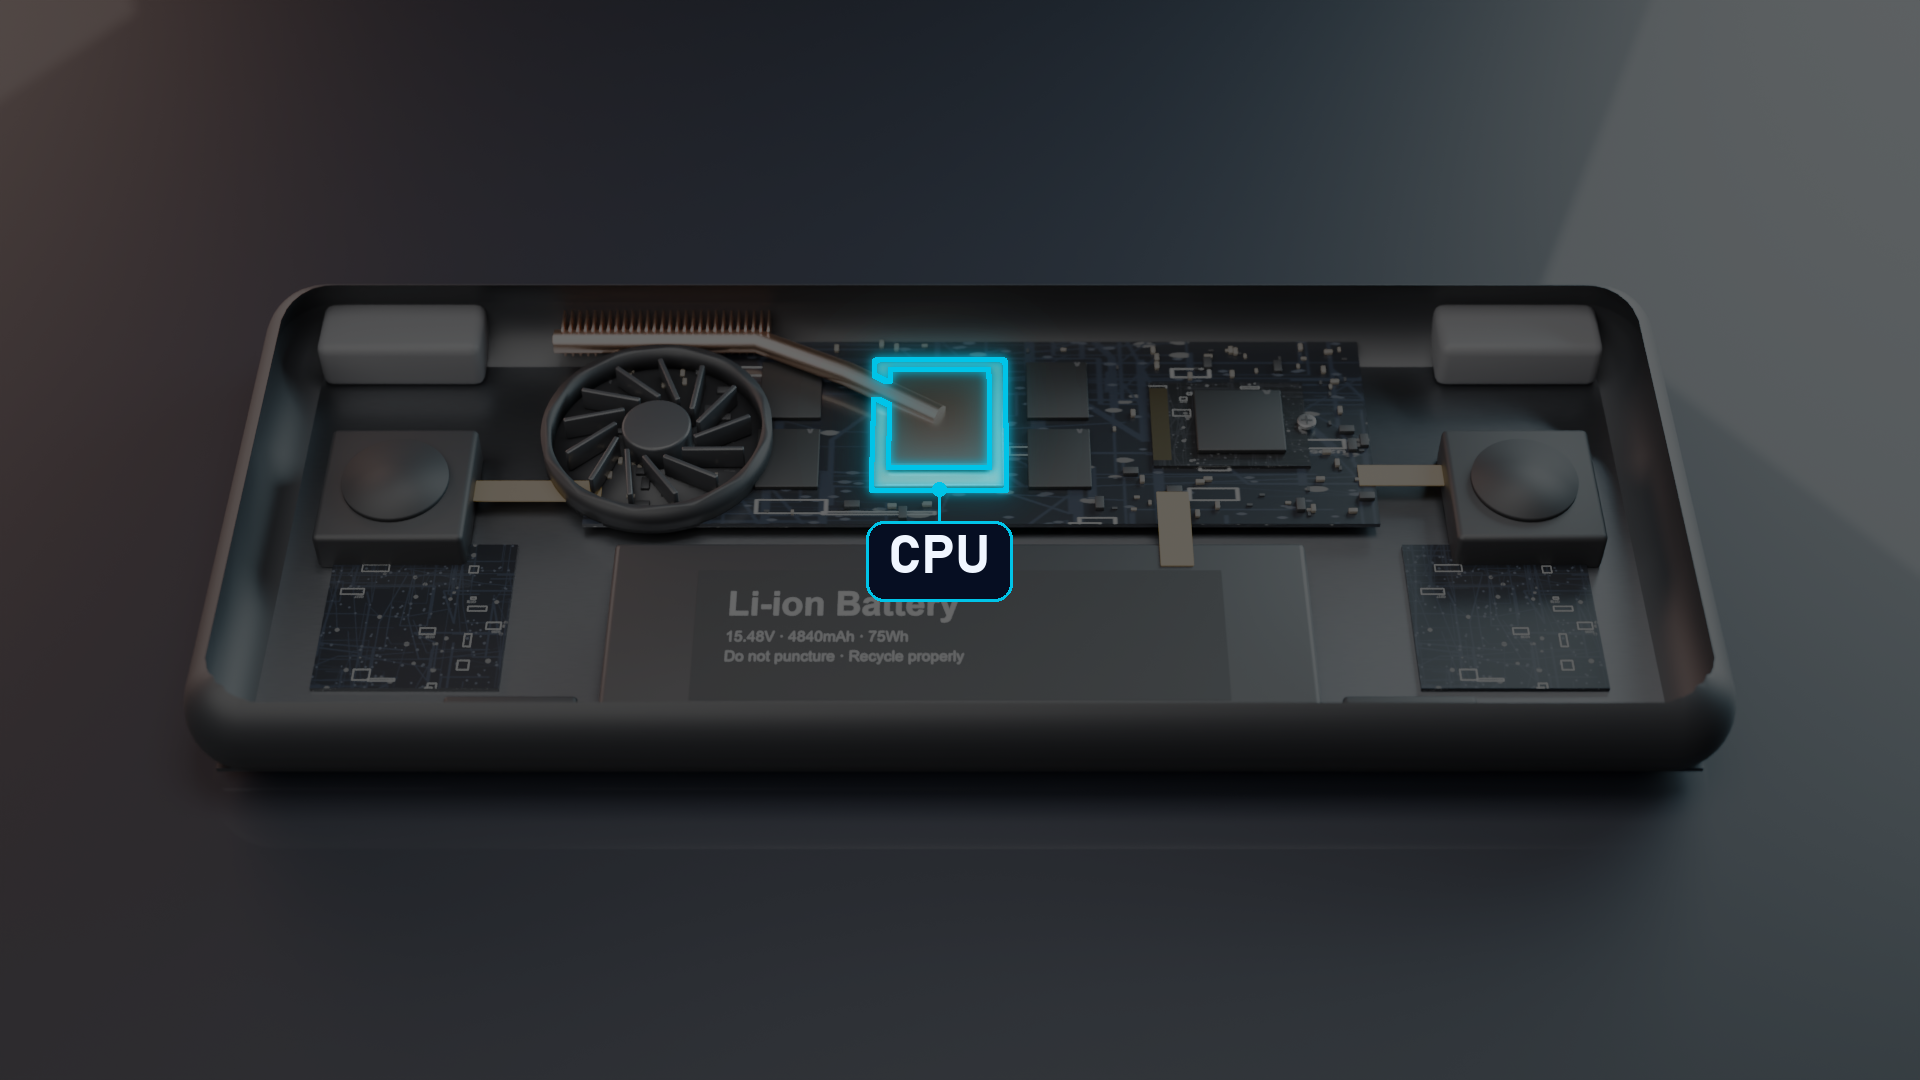 CPU
Li-ion Battery
15.48V · 4840mAh · 75Wh
Do not puncture · Recycle properly